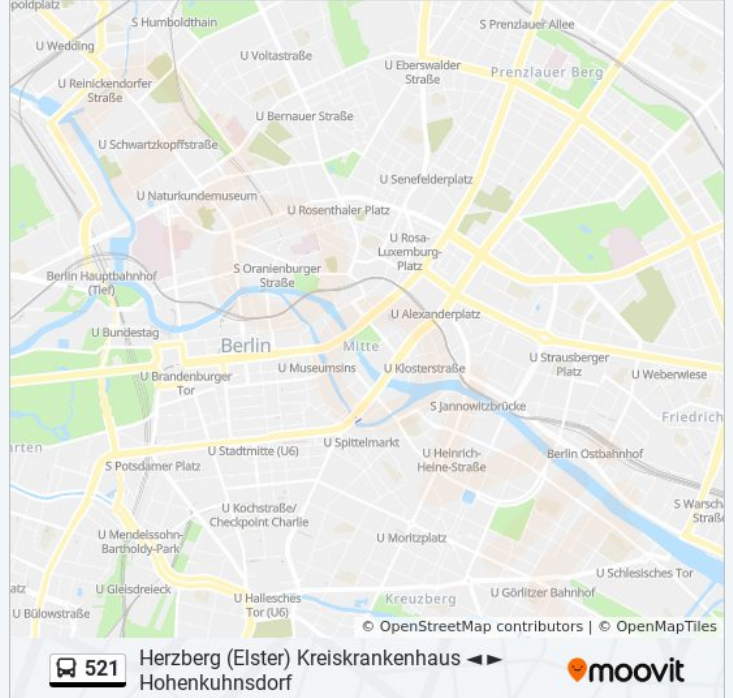 poldplatz
S Humboldthain
S Prenzlauer Allee
U Wedding
U Voltastraße
U Eberswalder
Straße
Prenzlauer Berg
U Reinickendorfer
Straße
U Bernauer Straße
U Schwartzkopffstraße
U Senefelderplatz
U Naturkundemuseum
U Rosenthaler Platz
U Rosa-
Luxemburg-
Platz
S Oranienburger
Straße
Berlin Hauptbahnhof
(Tief)
U Alexanderplatz
U Bundestag
Berlin
Mitte
U Strausberger
Platz
U Museumsins
U Klosterstraße
U Weberwiese
U Brandenburger
Tor
S Jannowitzbrücke
Friedrich
rten
U Spittelmarkt
U Stadtmitte (U6)
U Heinrich-
Heine-Straße
Berlin Ostbahnhof
S Potsdamer Platz
S Warsch
Straße
U Kochstraße/
Checkpoint Charlie
U Mendelssohn-
Bartholdy-Park
U Moritzplatz
U Schlesisches Tor
atz
U Gleisdreieck
U Görlitzer Bahnhof
U Hallesches
Tor (U6)
Kreuzberg
U Bülowstraße
© OpenStreetMap contributors | © OpenMapTiles
521
Herzberg (Elster) Kreiskrankenhaus ◄ ►
Hohenkuhnsdorf
moovit